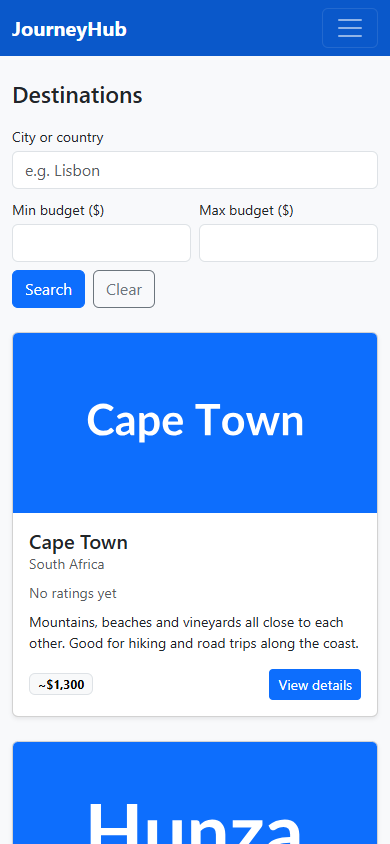 JourneyHub
Destinations
City or country
e.g. Lisbon
Min budget ($) Max budget ($)
Search Clear
Cape Town
Cape Town
South Africa
No ratings yet
Mountains, beaches and vineyards all close to each
other. Good for hiking and road trips along the coast.
~$1,300 View details
Hunza